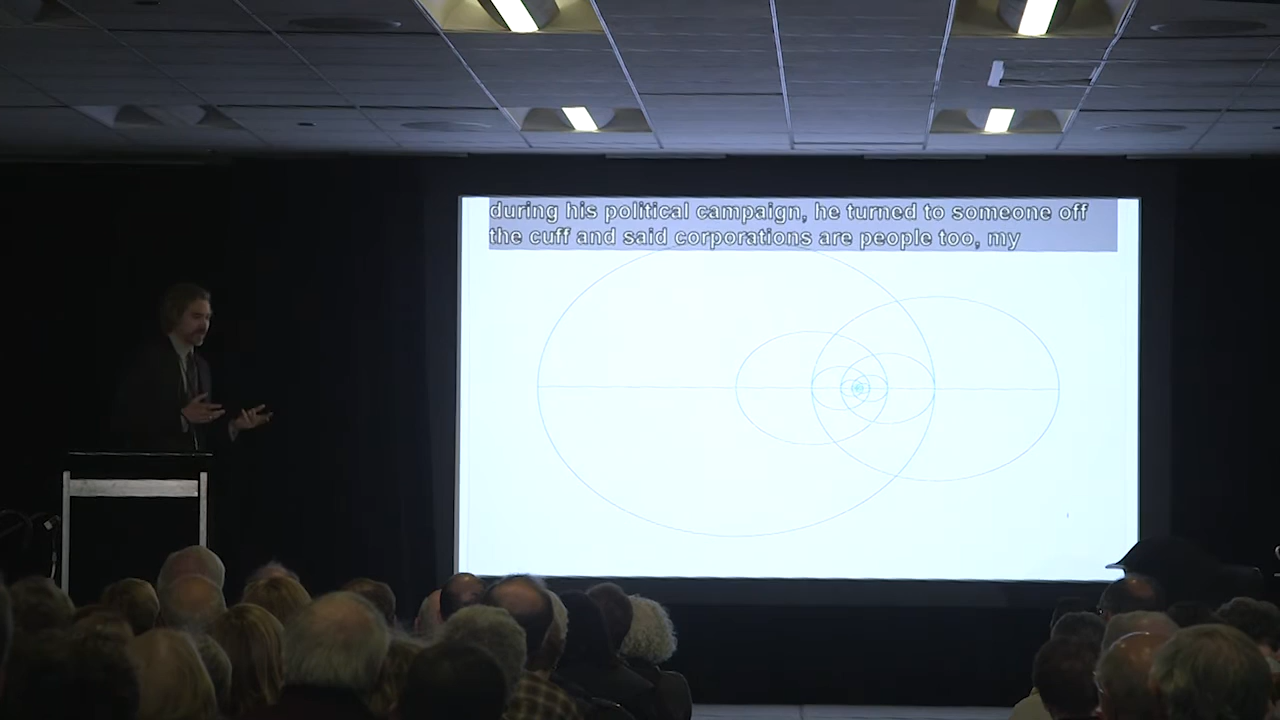 during his political campaign, he turned to someone off
the cuff and said corporations are people too, my